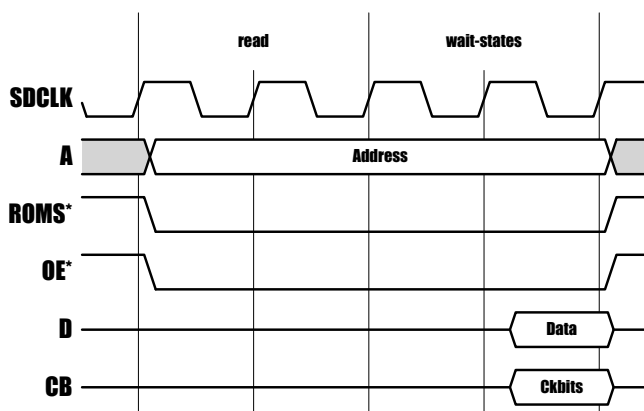 read wait-states
SDCLK
A Address
ROMS*
OE*
D Data
CB Ckbits